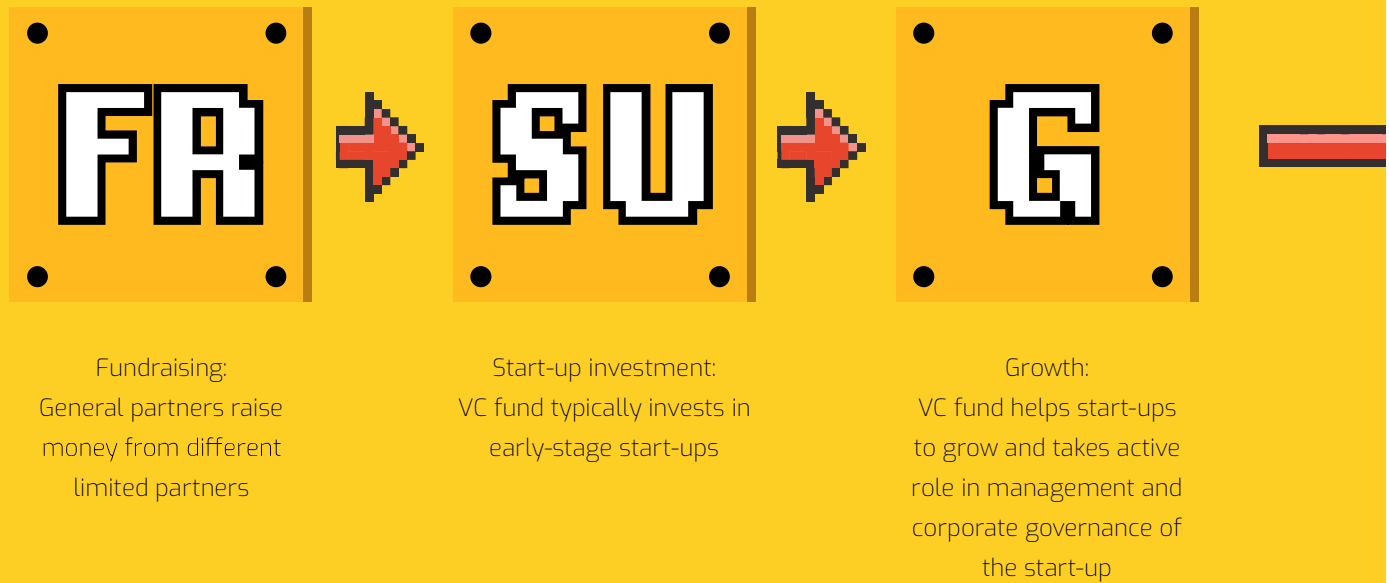 FR
SU
G
Fundraising:
General partners raise
money from different
limited partners
Start-up investment:
VC fund typically invests in
early-stage start-ups
Growth:
VC fund helps start-ups
to grow and takes active
role in management and
corporate governance of
the start-up